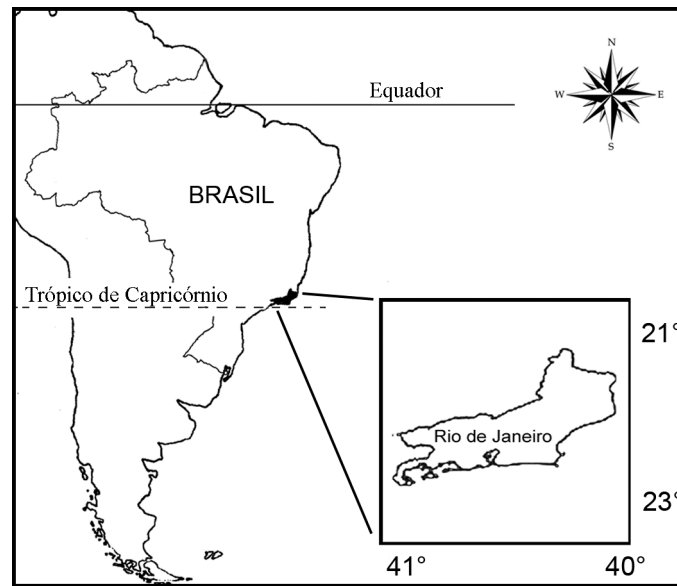 N
Equador
W E
S
BRASIL
Trópico de Capricórnio
21°
Rio de Janeiro
23°
41° 40°